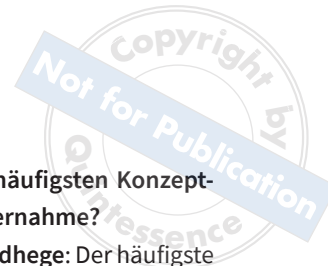 Copyright by
Not for Publication
Quintessence
häufigsten Konzept-
ernahme?
dhege: Der häufigste